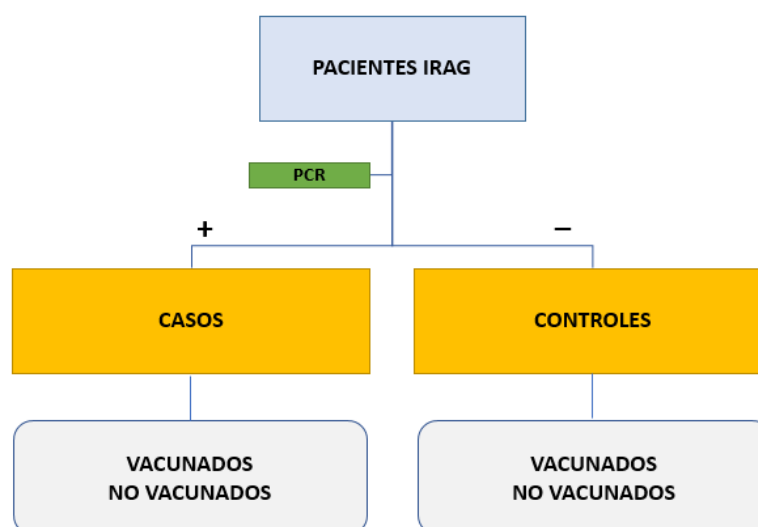 PACIENTES IRAG
PCR
+
–
CASOS
CONTROLES
VACUNADOS
NO VACUNADOS
VACUNADOS
NO VACUNADOS